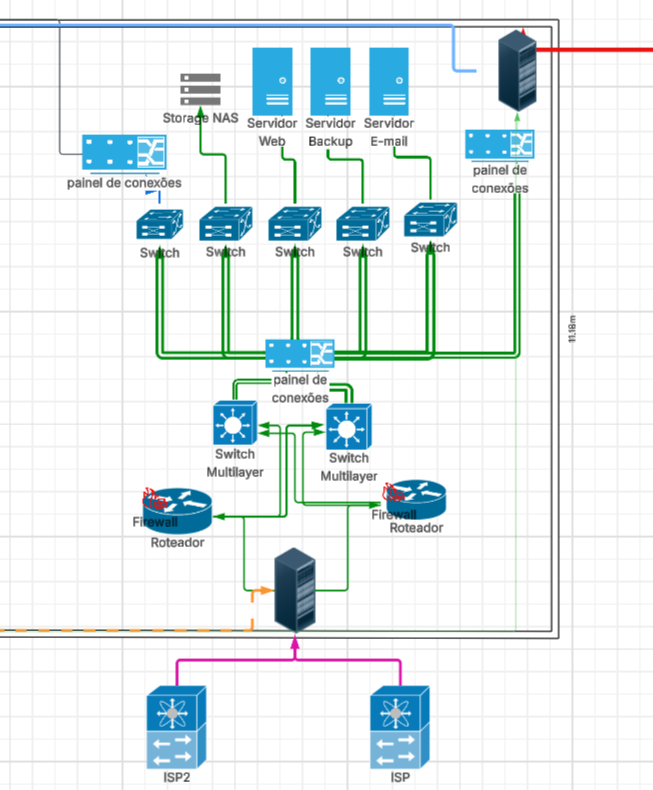 Storage NAS
Servidor
Web
Servidor
Backup
Servidor
E-mail
painel de conexões
painel de
conexões
Switch
Switch
Switch
Switch
Switch
11.18m
painel de
conexões
Switch
Multilayer
Switch
Multilayer
Firewall
Roteador
Firewall
Roteador
ISP2
ISP